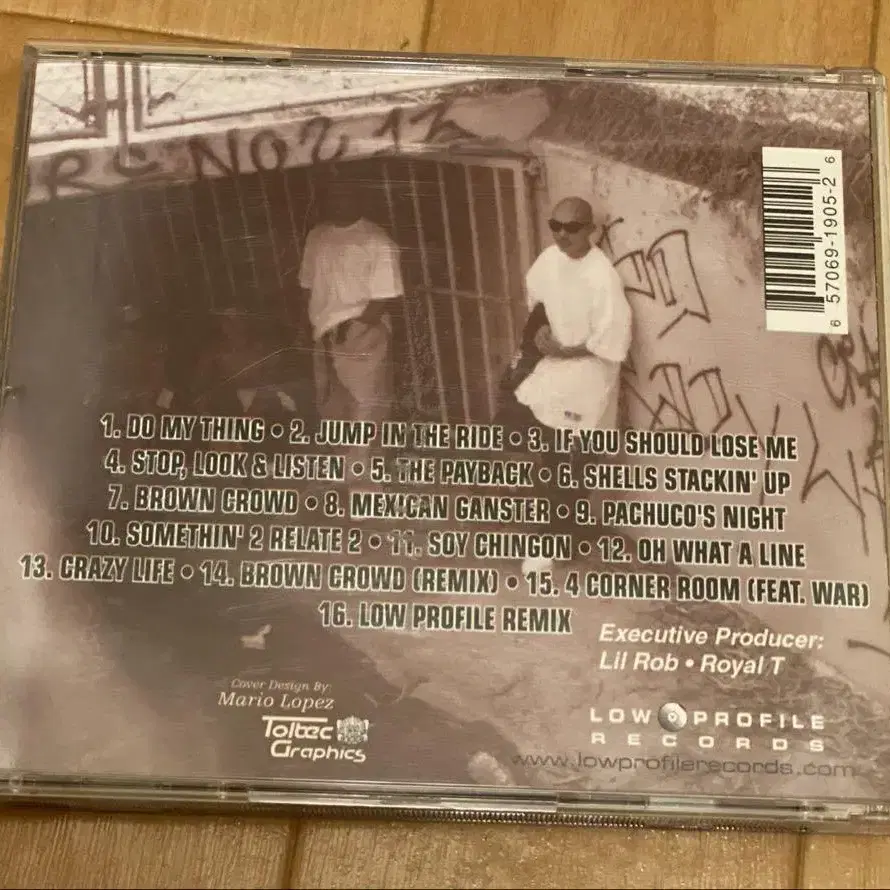 NOS 13
6 57069-1905-2 6
1. DO MY THING • 2. JUMP IN THE RIDE • 3. IF YOU SHOULD LOSE ME
4. STOP, LOOK & LISTEN • 5. THE PAYBACK • 6. SHELLS STACKIN' UP
7. BROWN CROWD • 8. MEXICAN GANSTER • 9. PACHUCO'S NIGHT
10. SOMETHIN' 2 RELATE 2 • 11. SOY CHINGON • 12. OH WHAT A LINE
13. CRAZY LIFE • 14. BROWN CROWD (REMIX) • 15. 4 CORNER ROOM (FEAT. WAR)
16. LOW PROFILE REMIX
Executive Producer:
Lil Rob • Royal T
Cover Design By:
Mario Lopez
Toltec
Graphics
LOW PROFILE
RECORDS
www.lowprofilerecords.com